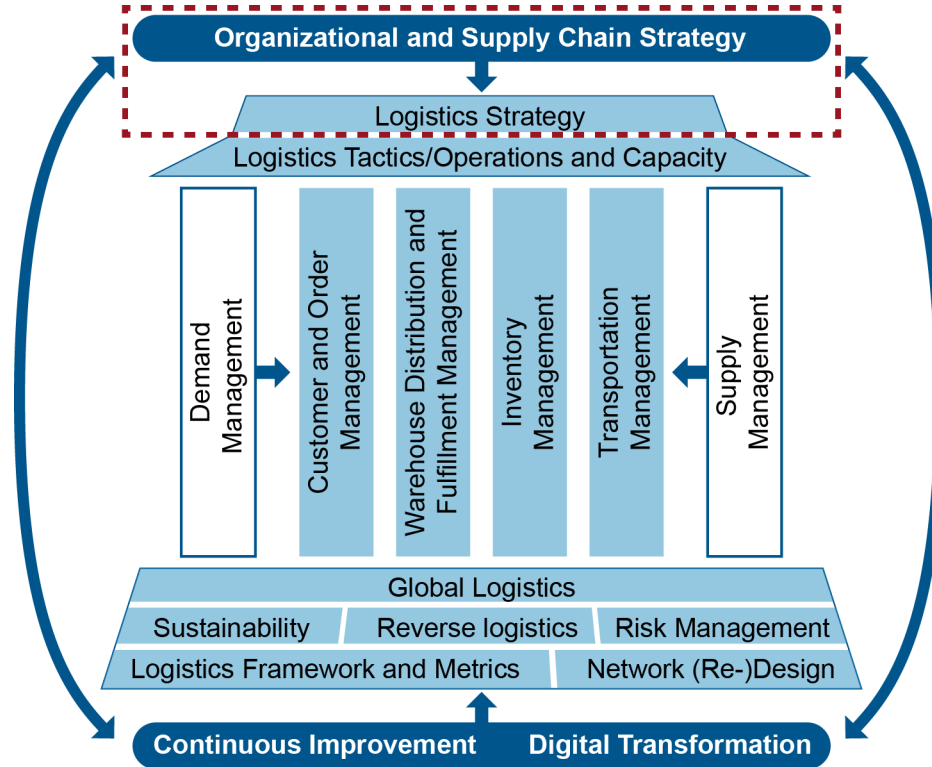 Organizational and Supply Chain Strategy
Logistics Strategy
Logistics Tactics/Operations and Capacity
Demand
Management
Customer and Order
Management
Warehouse Distribution and
Fulfillment Management
Inventory
Management
Transportation
Management
Supply
Management
Global Logistics
Sustainability
Reverse logistics
Risk Management
Logistics Framework and Metrics
Network (Re-)Design
Continuous Improvement
Digital Transformation